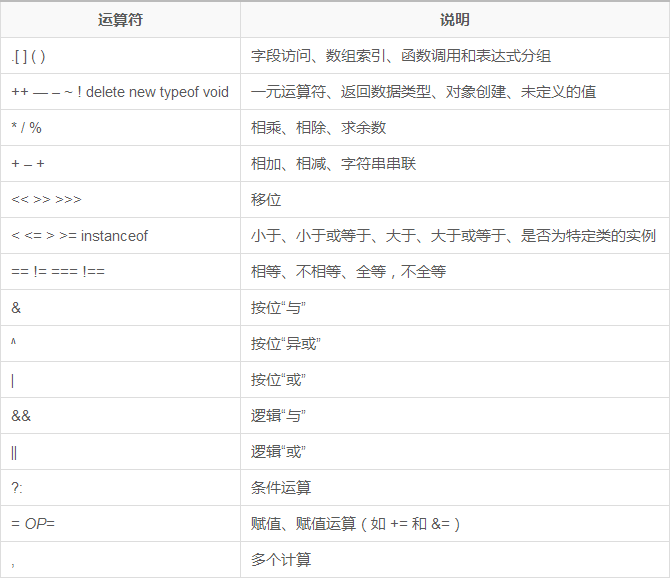 运算符 说明
.[ ] ( ) 字段访问、数组索引、函数调用和表达式分组
++ — – ~ ! delete new typeof void 一元运算符、返回数据类型、对象创建、未定义的值
* / % 相乘、相除、求余数
+ – + 相加、相减、字符串串联
<< >> >>> 移位
< <= > >= instanceof 小于、小于或等于、大于、大于或等于、是否为特定类的实例
== != === !== 相等、不相等、全等，不全等
& 按位“与”
^ 按位“异或”
| 按位“或”
&& 逻辑“与”
|| 逻辑“或”
?: 条件运算
= OP= 赋值、赋值运算（如 += 和 &=）
, 多个计算